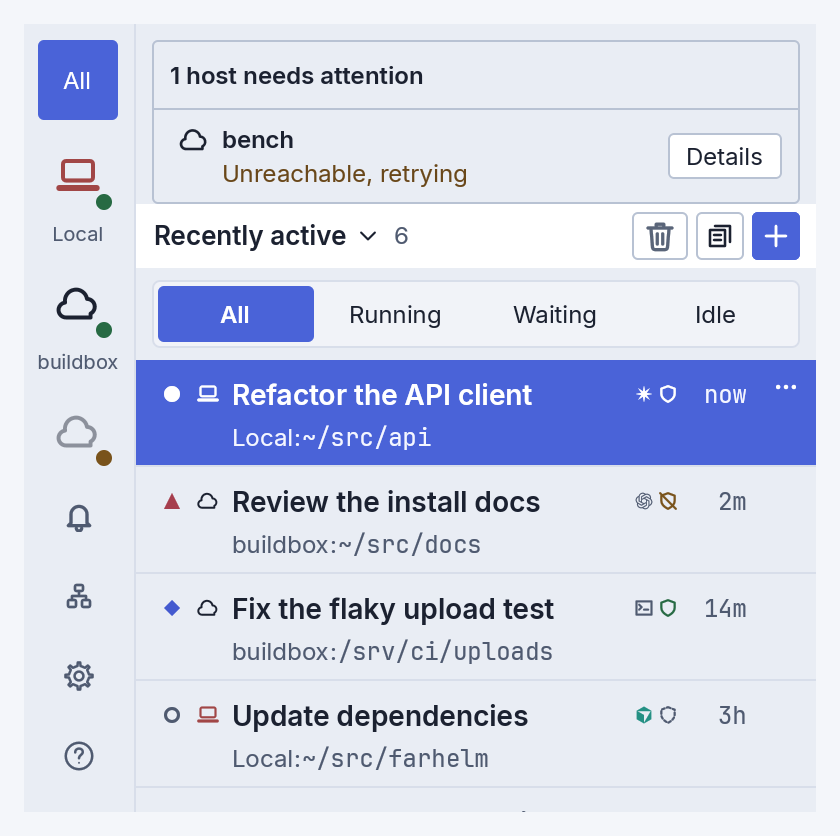 All
Local
buildbox
1 host needs attention
bench
Unreachable, retrying
Details
Recently active 6
All Running Waiting Idle
Refactor the API client now
Local:~/src/api
Review the install docs 2m
buildbox:~/src/docs
Fix the flaky upload test 14m
buildbox:/srv/ci/uploads
Update dependencies 3h
Local:~/src/farhelm